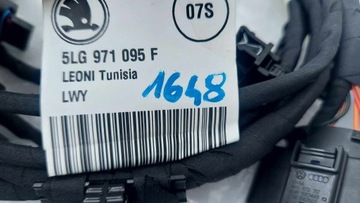 07S
5LG 971 095 F
LEONI Tunisia
LWY
1648